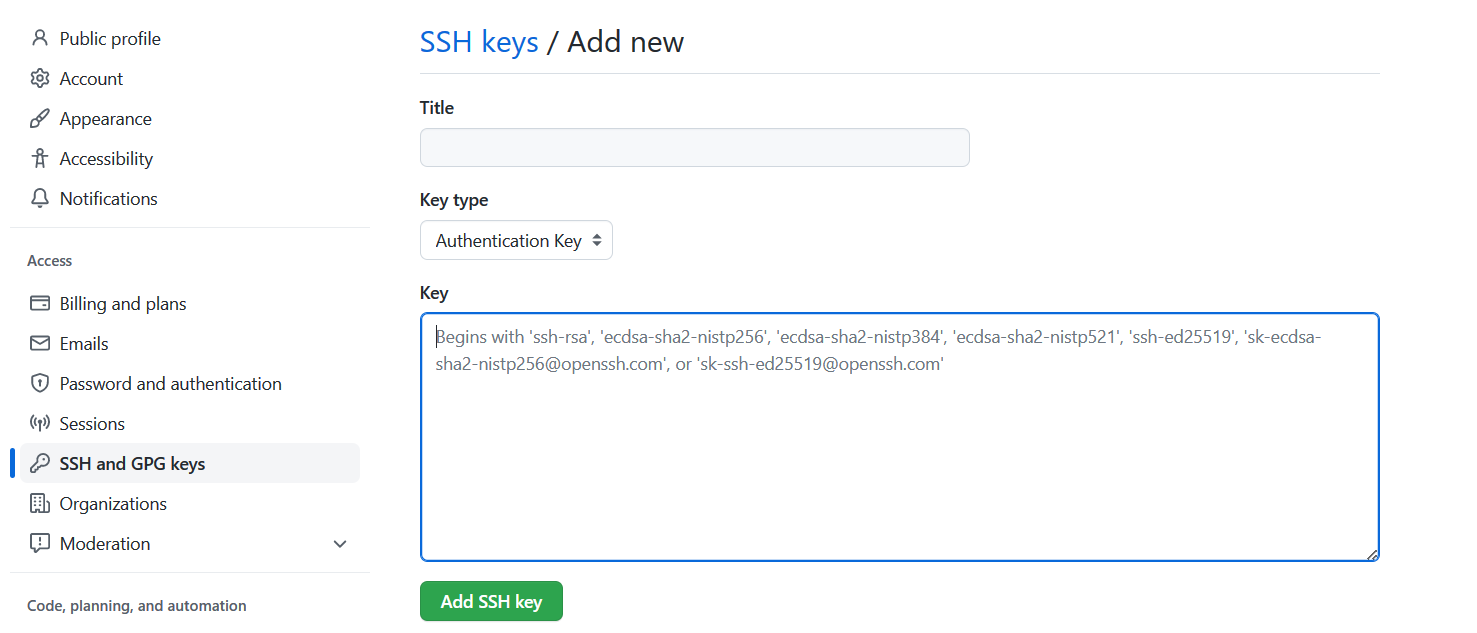 Public profile
Account
Appearance
Accessibility
Notifications
Access
Billing and plans
Emails
Password and authentication
Sessions
SSH and GPG keys
Organizations
Moderation
Code, planning, and automation
SSH keys / Add new
Title
Key type
Authentication Key
Key
Begins with 'ssh-rsa', 'ecdsa-sha2-nistp256', 'ecdsa-sha2-nistp384', 'ecdsa-sha2-nistp521', 'ssh-ed25519', 'sk-ecdsa-
sha2-nistp256@openssh.com', or 'sk-ssh-ed25519@openssh.com'
Add SSH key